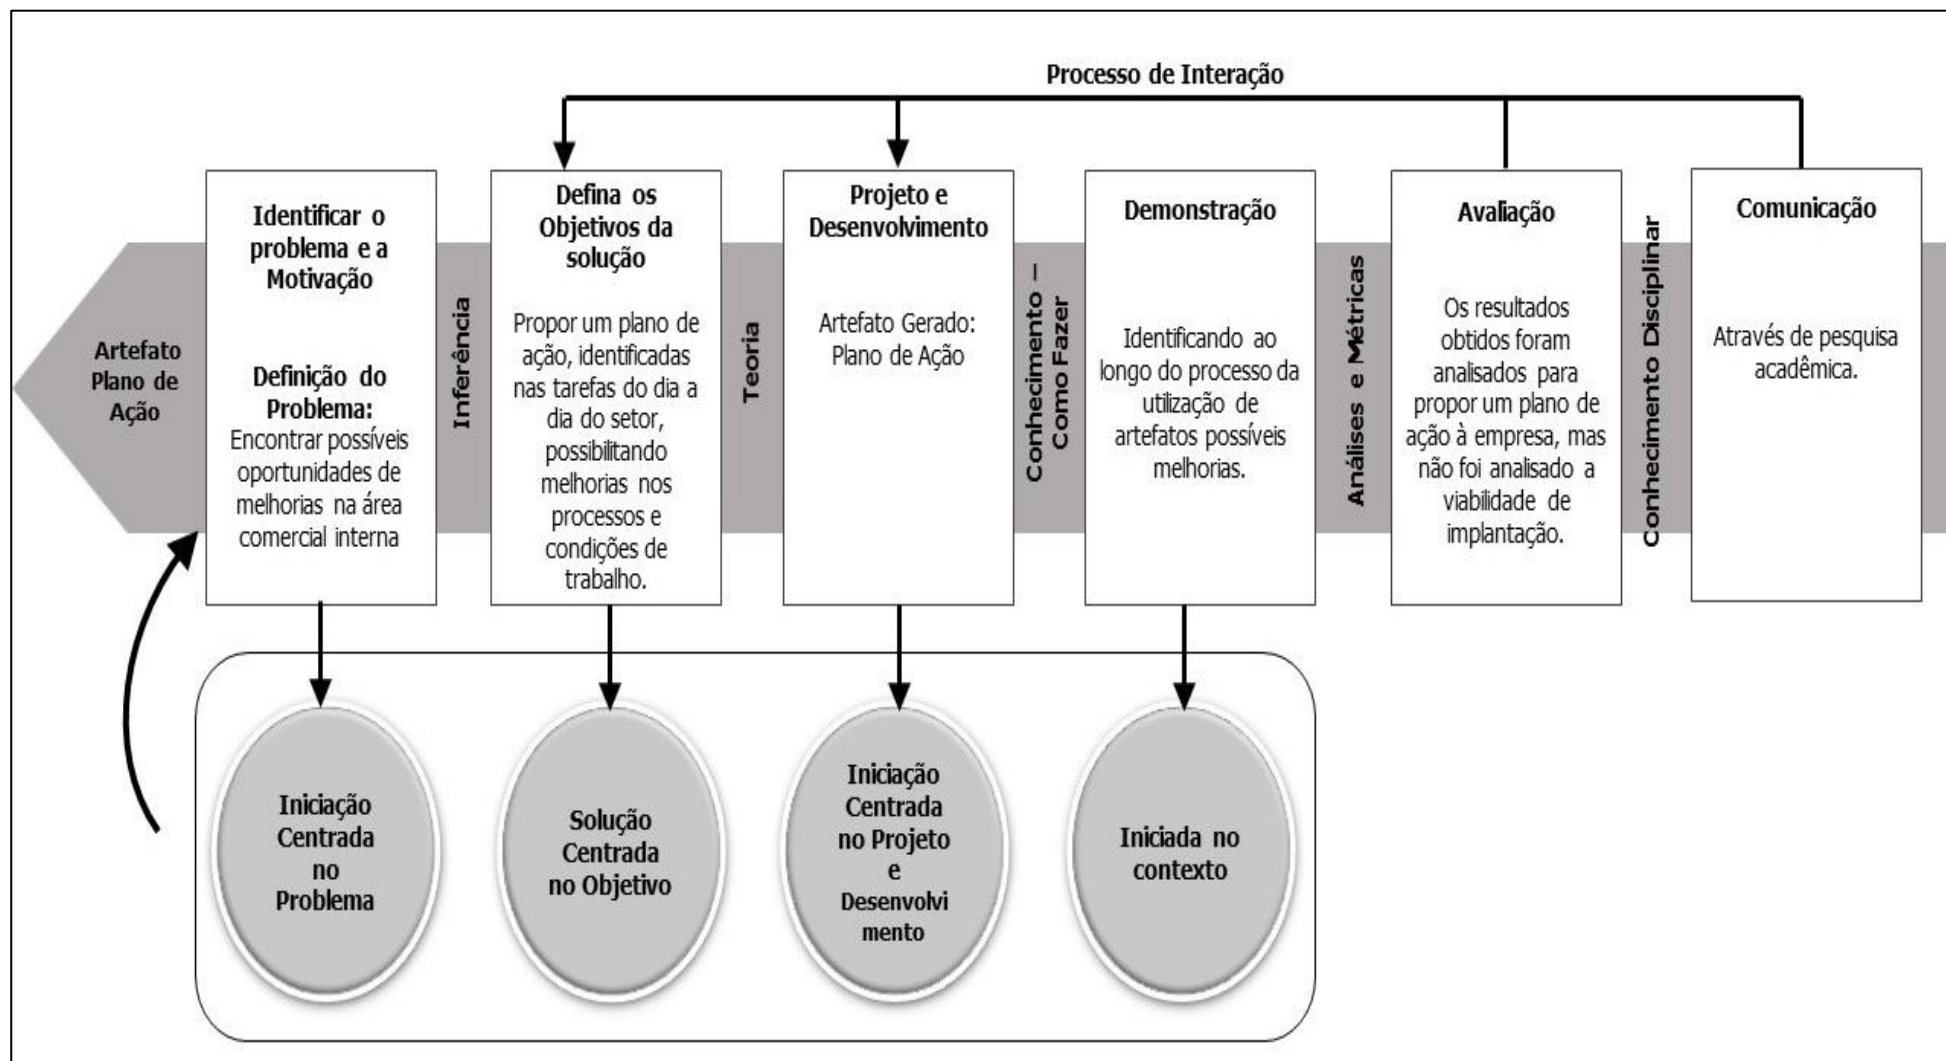 Processo de Interação
Artefato
Plano de
Ação
Identificar o
problema e a
Motivação
Definição do
Problema:
Encontrar possíveis
oportunidades de
melhorias na área
comercial interna
Inferência
Defina os
Objetivos da
solução
Propor um plano de
ação, identificadas
nas tarefas do dia a
dia do setor,
possibilitando
melhorias nos
processos e
condições de
trabalho.
Teoria
Projeto e
Desenvolvimento
Artefato Gerado:
Plano de Ação
Conhecimento –
Como Fazer
Demonstração
Identificando ao
longo do processo da
utilização de
artefatos possíveis
melhorias.
Análises e Métricas
Avaliação
Os resultados
obtidos foram
analisados para
propor um plano de
ação à empresa, mas
não foi analisado a
viabilidade de
implantação.
Conhecimento Disciplinar
Comunicação
Através de pesquisa
acadêmica.
Iniciação
Centrada
no
Problema
Solução
Centrada
no Objetivo
Iniciação
Centrada
no Projeto
e
Desenvolvi
mento
Iniciada no
contexto